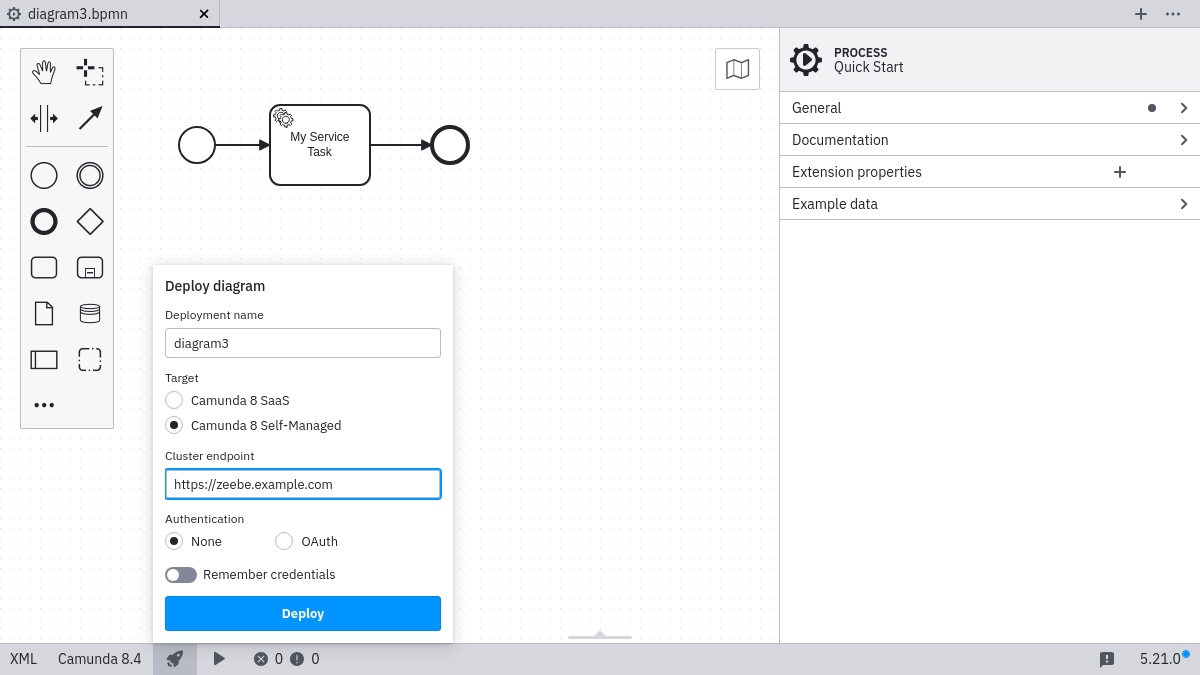 diagram3.bpmn
PROCESS
Quick Start
General
Documentation
Extension properties
Example data
My Service
Task
Deploy diagram
Deployment name
diagram3
Target
Camunda 8 SaaS
Camunda 8 Self-Managed
Cluster endpoint
https://zeebe.example.com
Authentication
None OAuth
Remember credentials
Deploy
XML Camunda 8.4 0 0 5.21.0